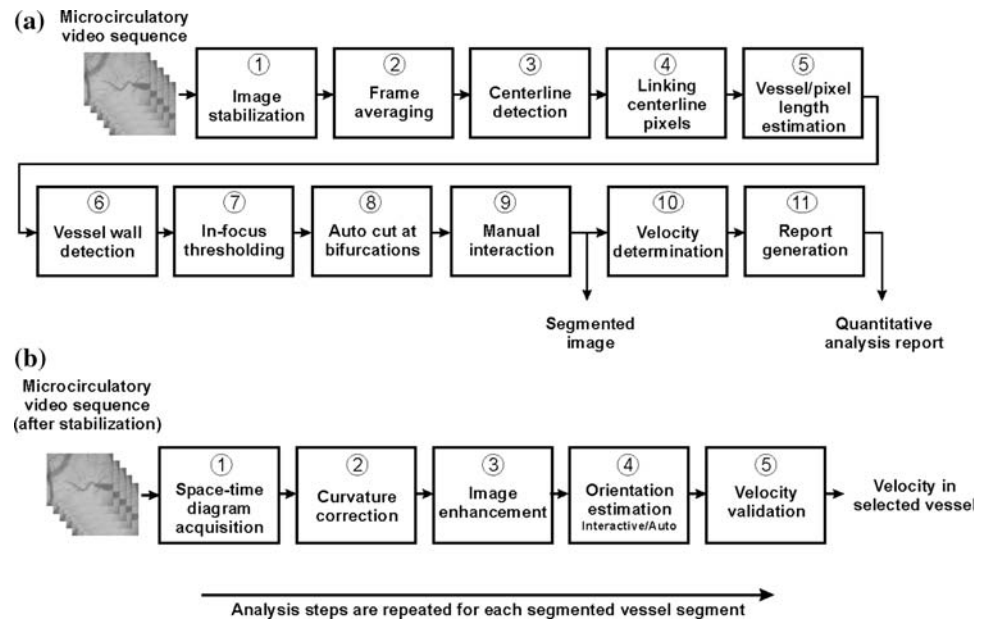 (a)
Microcirculatory
video sequence
①
Image
stabilization
②
Frame
averaging
③
Centerline
detection
④
Linking
centerline
pixels
⑤
Vessel/pixel
length
estimation
⑥
Vessel wall
detection
⑦
In-focus
thresholding
⑧
Auto cut at
bifurcations
⑨
Manual
interaction
⑩
Velocity
determination
⑪
Report
generation
Segmented
image
Quantitative
analysis report
(b)
Microcirculatory
video sequence
(after stabilization)
①
Space-time
diagram
acquisition
②
Curvature
correction
③
Image
enhancement
④
Orientation
estimation
Interactive/Auto
⑤
Velocity
validation
Velocity in
selected vessel
Analysis steps are repeated for each segmented vessel segment